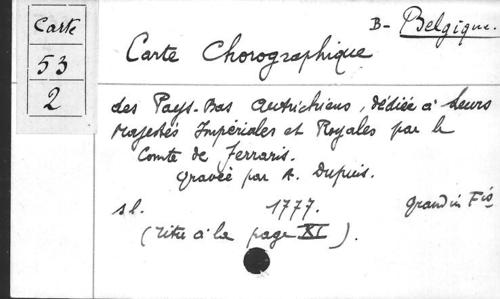 Carte
53
2
B- Belgique.
Carte Chorographique
des Pays-Bas Autrichiens, dédiée à Leurs
Majestés Impériales et Royales par le
Comte de Ferraris.
Gravée par A. Dupuis.
s.l. 1777. grand in Fio
(titre à la page XI).